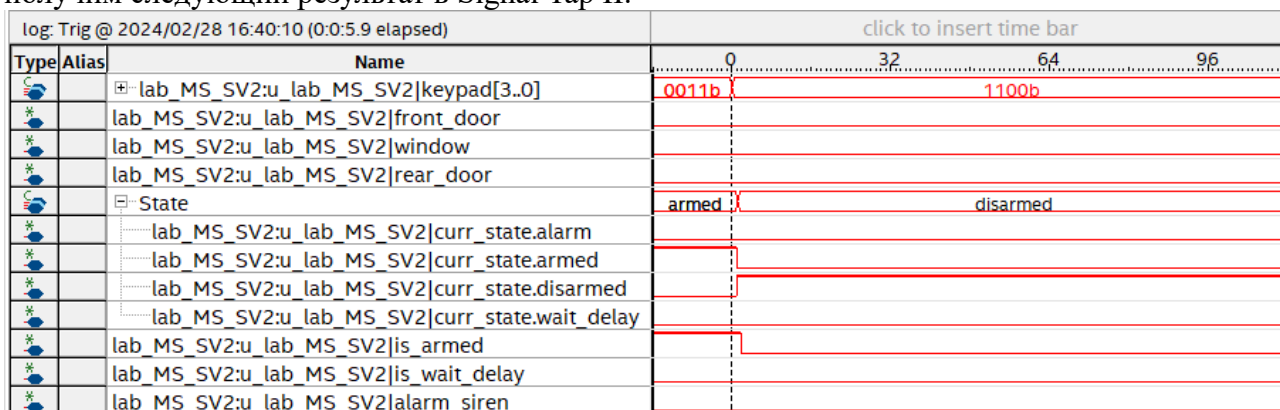 получим следующий результат в Signal Tap II:
log: Trig @ 2024/02/28 16:40:10 (0:0:5.9 elapsed) click to insert time bar
Type Alias Name 0 32 64 96
lab_MS_SV2:u_lab_MS_SV2|keypad[3..0] 0011b 1100b
lab_MS_SV2:u_lab_MS_SV2|front_door
lab_MS_SV2:u_lab_MS_SV2|window
lab_MS_SV2:u_lab_MS_SV2|rear_door
State armed disarmed
lab_MS_SV2:u_lab_MS_SV2|curr_state.alarm
lab_MS_SV2:u_lab_MS_SV2|curr_state.armed
lab_MS_SV2:u_lab_MS_SV2|curr_state.disarmed
lab_MS_SV2:u_lab_MS_SV2|curr_state.wait_delay
lab_MS_SV2:u_lab_MS_SV2|is_armed
lab_MS_SV2:u_lab_MS_SV2|is_wait_delay
lab_MS_SV2:u_lab_MS_SV2|alarm_siren